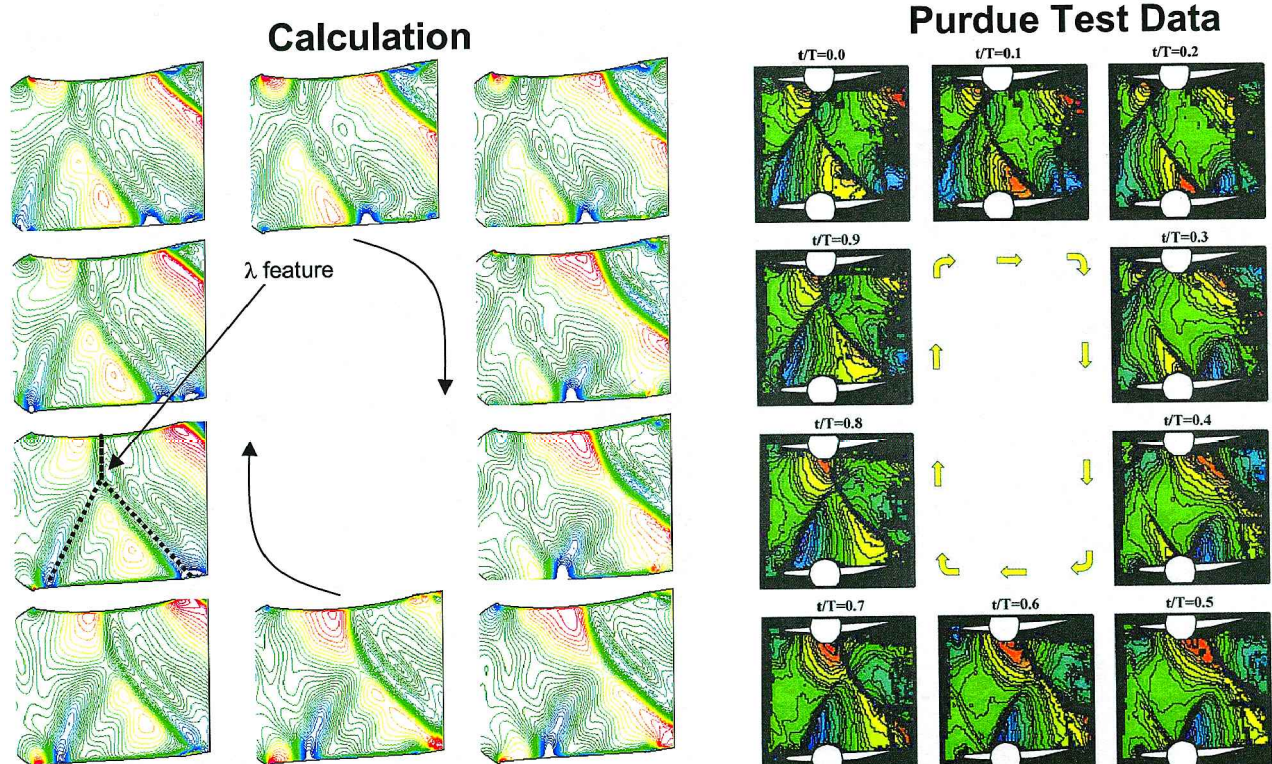 Calculation
Purdue Test Data
t/T=0.0
t/T=0.1
t/T=0.2
t/T=0.9
t/T=0.3
λ feature
t/T=0.8
t/T=0.4
t/T=0.7
t/T=0.6
t/T=0.5